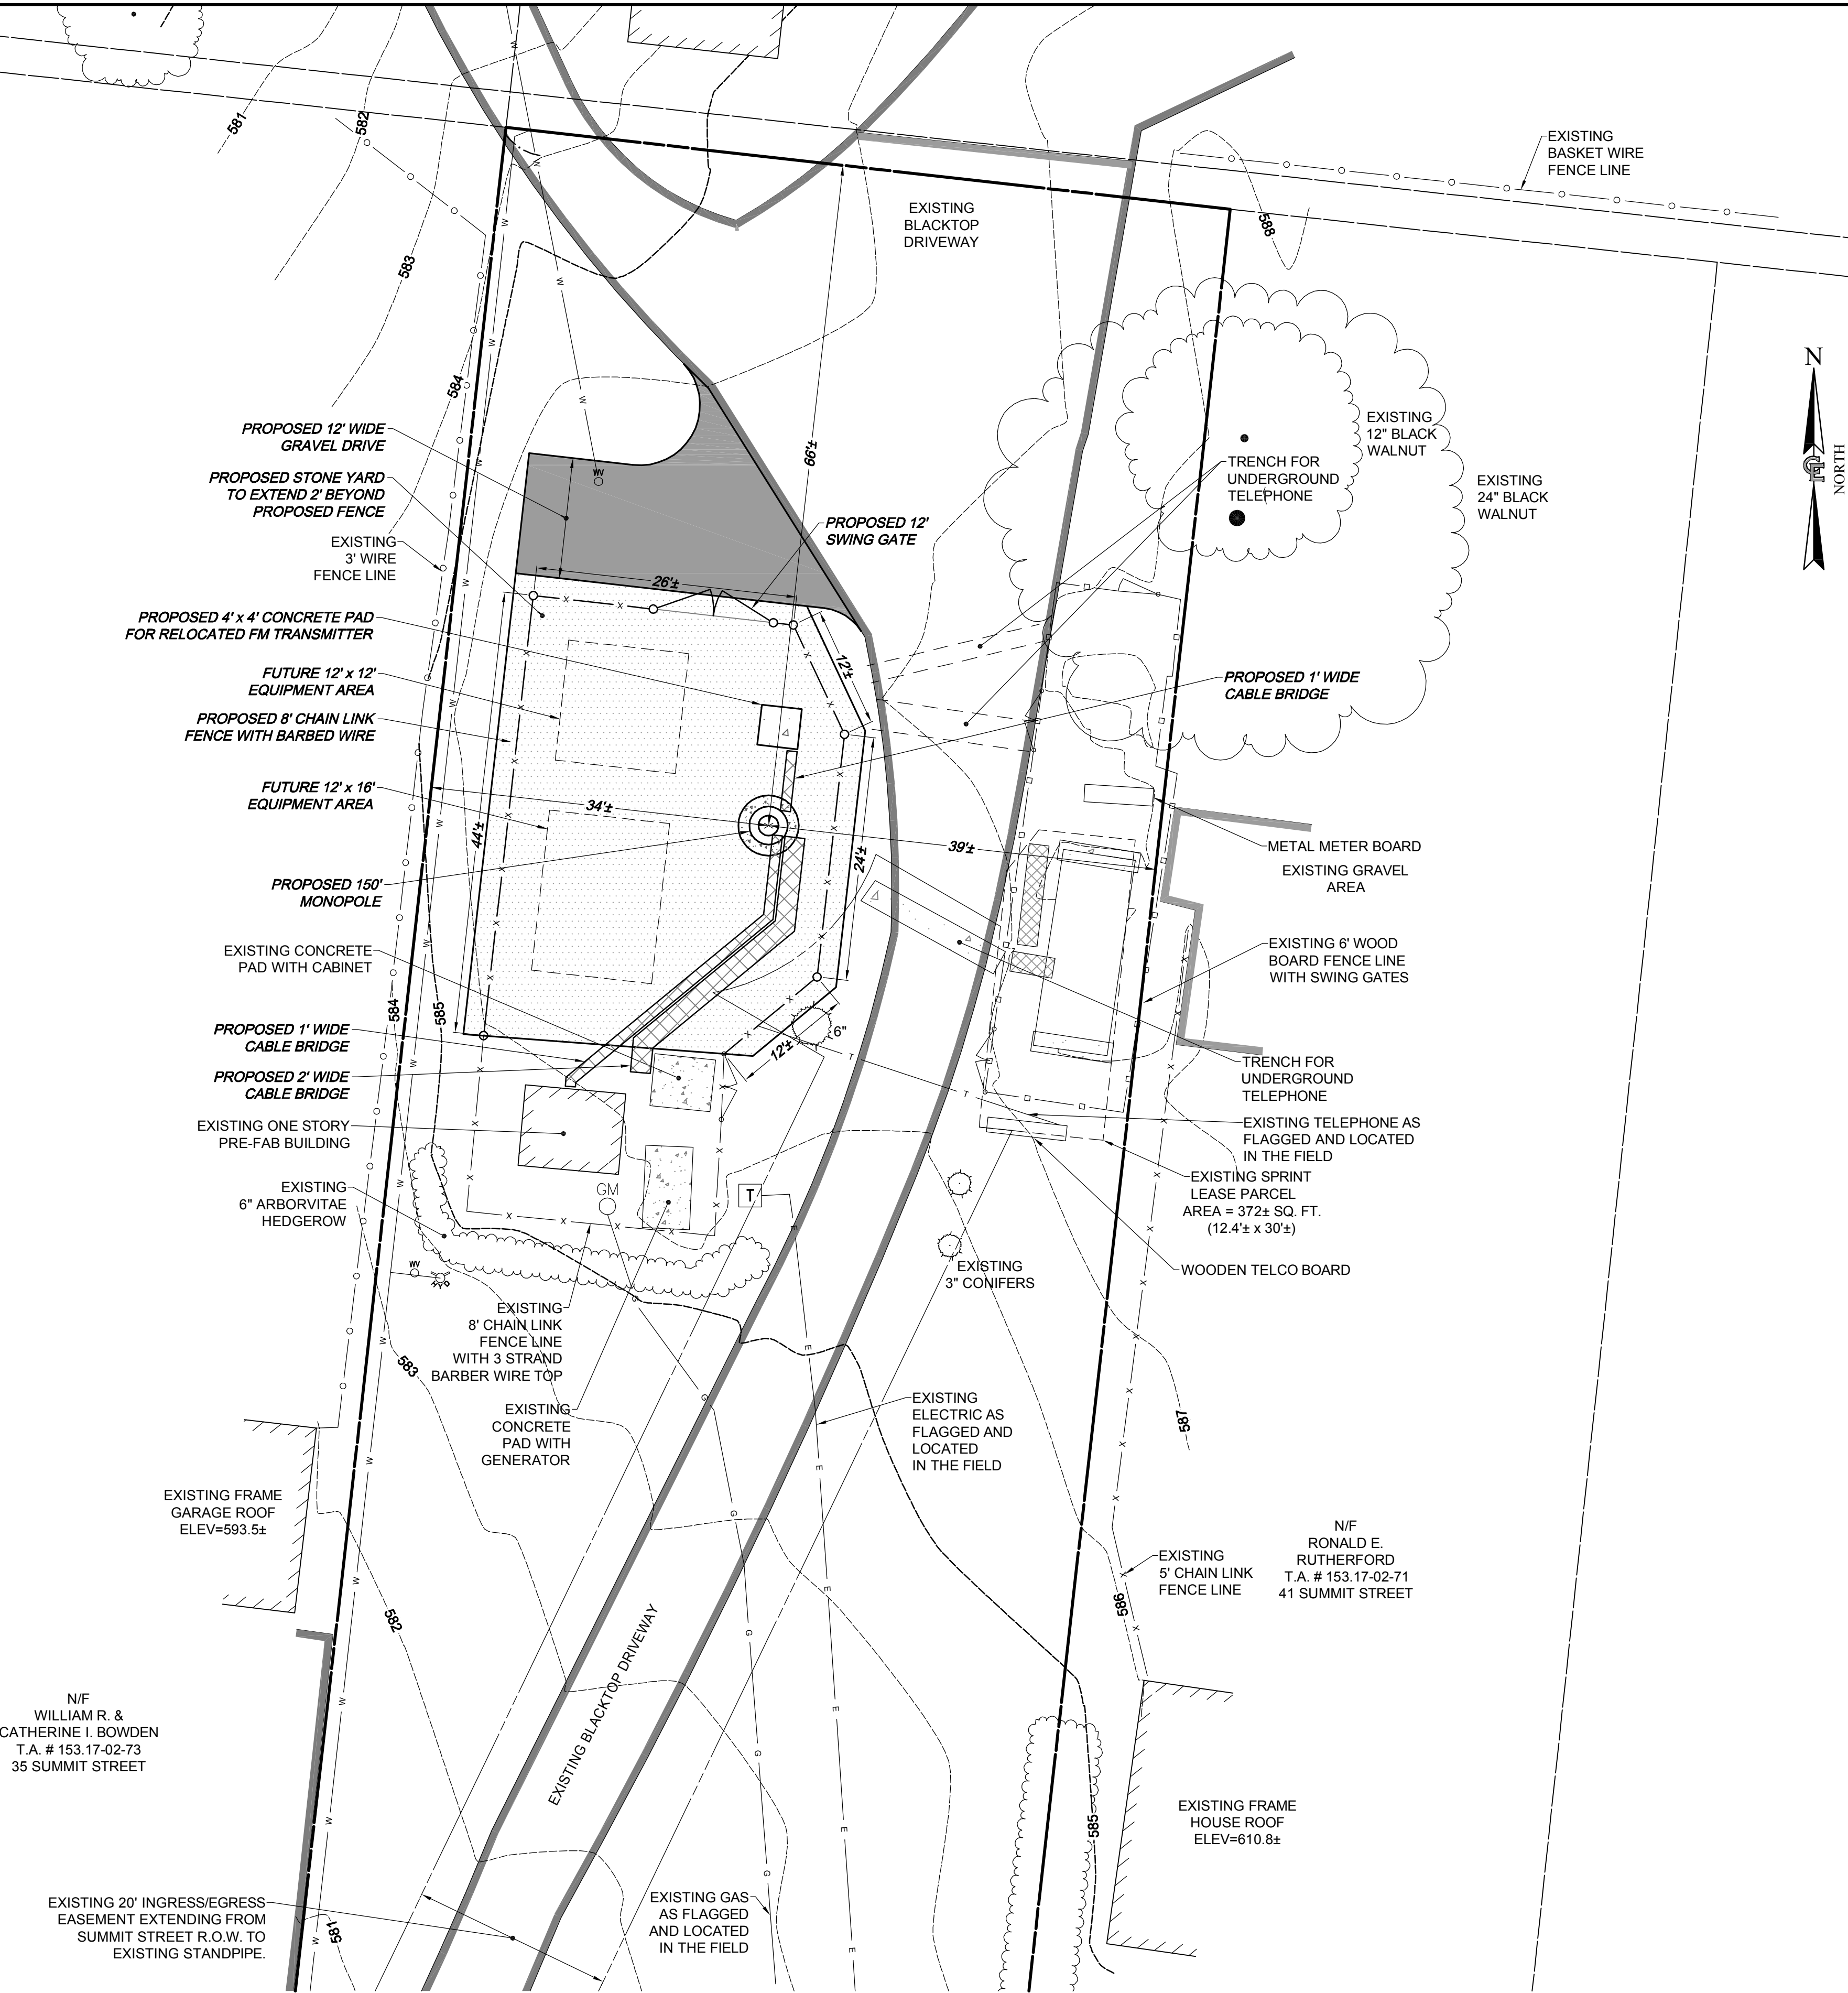 581
582
583
584
588
EXISTING
BASKET WIRE
FENCE LINE
EXISTING
BLACKTOP
DRIVEWAY
N
NORTH
PROPOSED 12' WIDE
GRAVEL DRIVE
PROPOSED STONE YARD
TO EXTEND 2' BEYOND
PROPOSED FENCE
EXISTING
3' WIRE
FENCE LINE
PROPOSED 4' x 4' CONCRETE PAD
FOR RELOCATED FM TRANSMITTER
FUTURE 12' x 12'
EQUIPMENT AREA
PROPOSED 8' CHAIN LINK
FENCE WITH BARBED WIRE
FUTURE 12' x 16'
EQUIPMENT AREA
PROPOSED 150'
MONOPOLE
EXISTING CONCRETE
PAD WITH CABINET
PROPOSED 1' WIDE
CABLE BRIDGE
PROPOSED 2' WIDE
CABLE BRIDGE
EXISTING ONE STORY
PRE-FAB BUILDING
EXISTING
6" ARBORVITAE
HEDGEROW
WV
66'±
PROPOSED 12'
SWING GATE
26'±
12'±
34'±
44'±
24'±
39'±
12'±
6"
584
585
GM
T
WV
HYD
EXISTING
12" BLACK
WALNUT
EXISTING
24" BLACK
WALNUT
TRENCH FOR
UNDERGROUND
TELEPHONE
PROPOSED 1' WIDE
CABLE BRIDGE
METAL METER BOARD
EXISTING GRAVEL
AREA
EXISTING 6' WOOD
BOARD FENCE LINE
WITH SWING GATES
TRENCH FOR
UNDERGROUND
TELEPHONE
EXISTING TELEPHONE AS
FLAGGED AND LOCATED
IN THE FIELD
EXISTING SPRINT
LEASE PARCEL
AREA = 372± SQ. FT.
(12.4'± x 30'±)
WOODEN TELCO BOARD
EXISTING
3" CONIFERS
EXISTING
8' CHAIN LINK
FENCE LINE
WITH 3 STRAND
BARBER WIRE TOP
583
EXISTING
CONCRETE
PAD WITH
GENERATOR
EXISTING
ELECTRIC AS
FLAGGED AND
LOCATED
IN THE FIELD
587
EXISTING FRAME
GARAGE ROOF
ELEV=593.5±
582
EXISTING
5' CHAIN LINK
FENCE LINE
586
N/F
RONALD E.
RUTHERFORD
T.A. # 153.17-02-71
41 SUMMIT STREET
EXISTING BLACKTOP DRIVEWAY
N/F
WILLIAM R. &
CATHERINE I. BOWDEN
T.A. # 153.17-02-73
35 SUMMIT STREET
585
EXISTING FRAME
HOUSE ROOF
ELEV=610.8±
EXISTING 20' INGRESS/EGRESS
EASEMENT EXTENDING FROM
SUMMIT STREET R.O.W. TO
EXISTING STANDPIPE.
581
EXISTING GAS
AS FLAGGED
AND LOCATED
IN THE FIELD